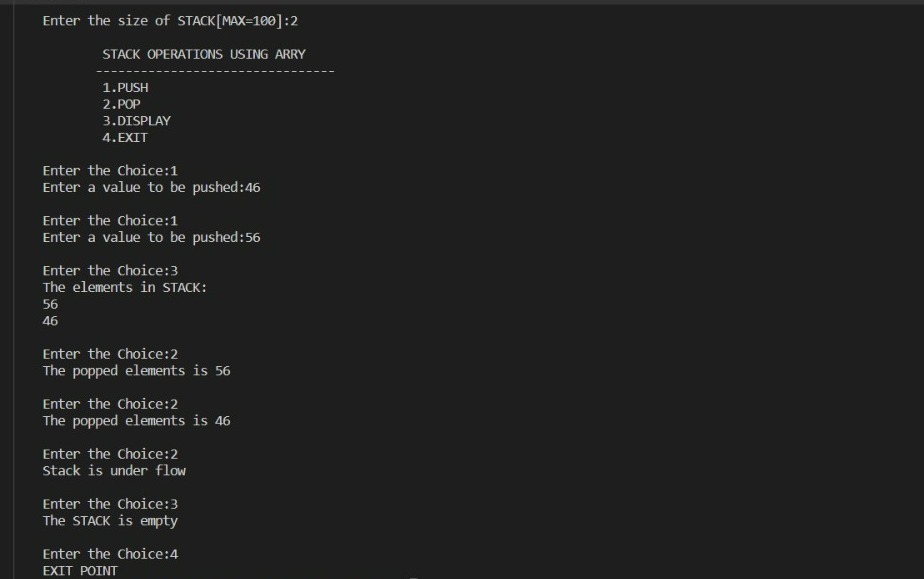 Enter the size of STACK[MAX=100]:2
STACK OPERATIONS USING ARRY
--------------------------------
1.PUSH
2.POP
3.DISPLAY
4.EXIT
Enter the Choice:1
Enter a value to be pushed:46
Enter the Choice:1
Enter a value to be pushed:56
Enter the Choice:3
The elements in STACK:
56
46
Enter the Choice:2
The popped elements is 56
Enter the Choice:2
The popped elements is 46
Enter the Choice:2
Stack is under flow
Enter the Choice:3
The STACK is empty
Enter the Choice:4
EXIT POINT